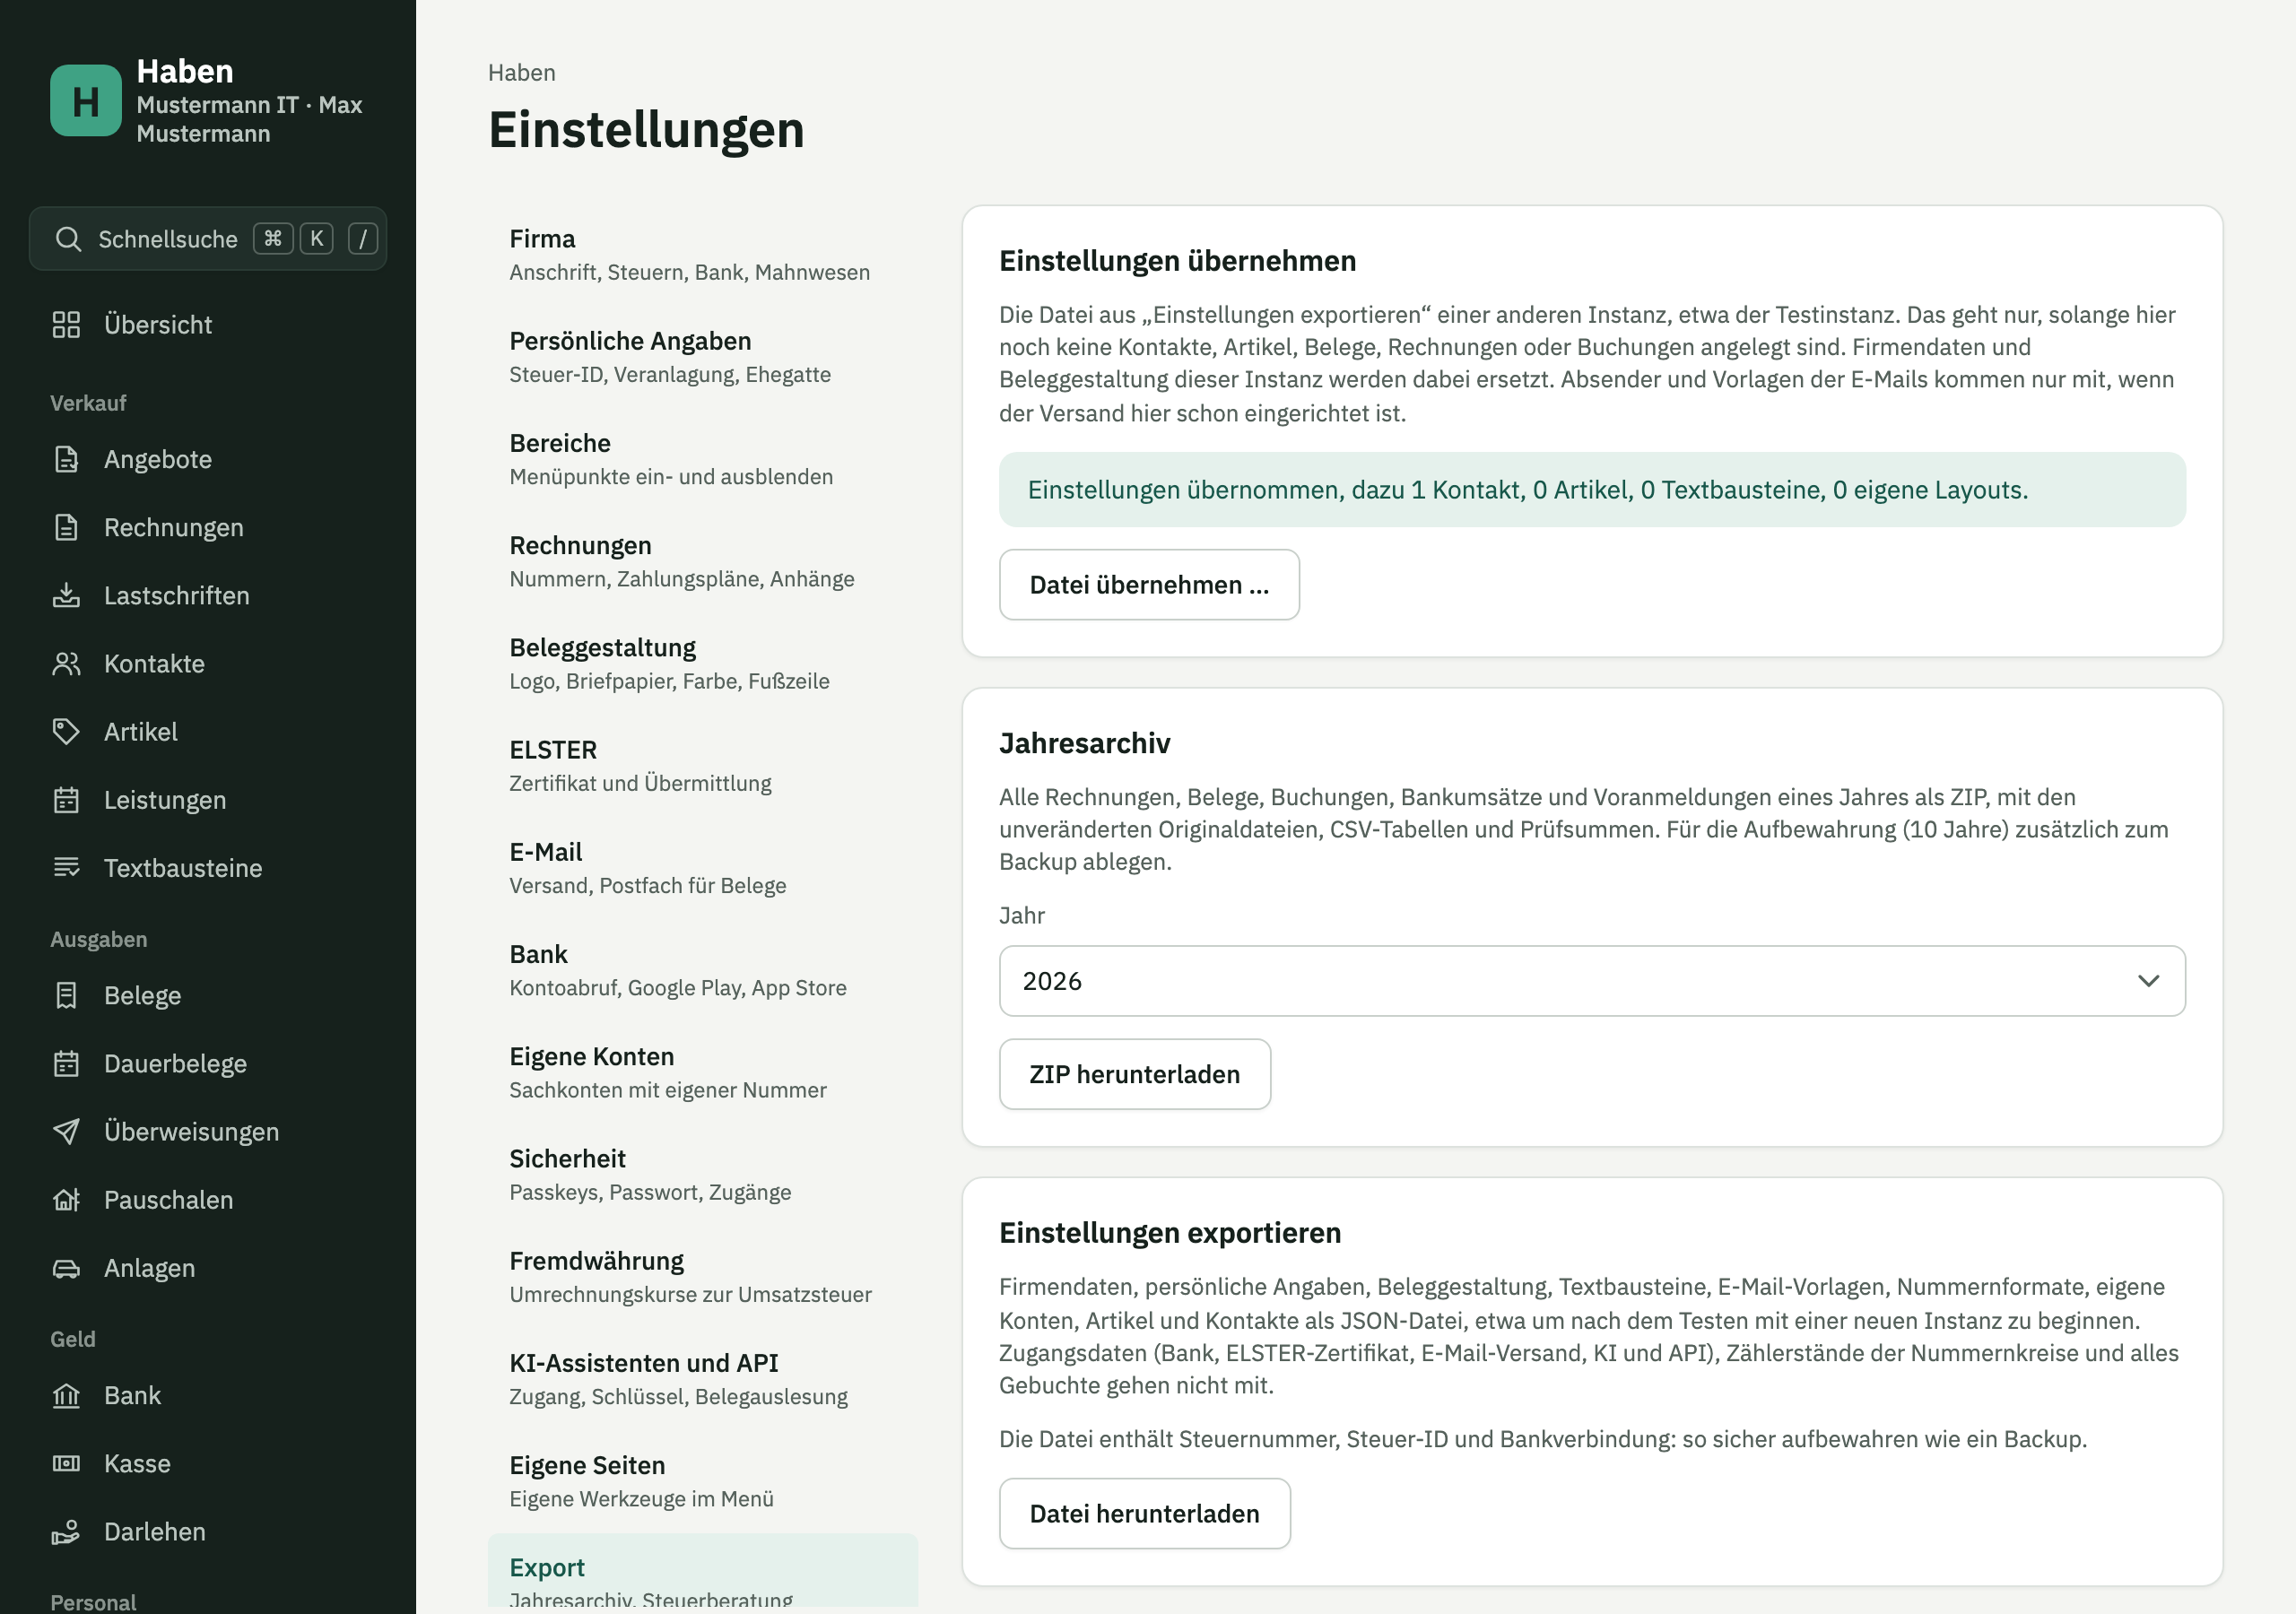 Haben
Mustermann IT · Max
Mustermann
H
Schnellsuche ⌘ K /
Übersicht
Verkauf
Angebote
Rechnungen
Lastschriften
Kontakte
Artikel
Leistungen
Textbausteine
Ausgaben
Belege
Dauerbelege
Überweisungen
Pauschalen
Anlagen
Geld
Bank
Kasse
Darlehen
Personal
Haben
Einstellungen
Firma
Anschrift, Steuern, Bank, Mahnwesen
Persönliche Angaben
Steuer-ID, Veranlagung, Ehegatte
Bereiche
Menüpunkte ein- und ausblenden
Rechnungen
Nummern, Zahlungspläne, Anhänge
Beleggestaltung
Logo, Briefpapier, Farbe, Fußzeile
ELSTER
Zertifikat und Übermittlung
E-Mail
Versand, Postfach für Belege
Bank
Kontoabruf, Google Play, App Store
Eigene Konten
Sachkonten mit eigener Nummer
Sicherheit
Passkeys, Passwort, Zugänge
Fremdwährung
Umrechnungskurse zur Umsatzsteuer
KI-Assistenten und API
Zugang, Schlüssel, Belegauslesung
Eigene Seiten
Eigene Werkzeuge im Menü
Export
Jahresarchiv, Steuerberatung
Einstellungen übernehmen
Die Datei aus „Einstellungen exportieren“ einer anderen Instanz, etwa der Testinstanz. Das geht nur, solange hier
noch keine Kontakte, Artikel, Belege, Rechnungen oder Buchungen angelegt sind. Firmendaten und
Beleggestaltung dieser Instanz werden dabei ersetzt. Absender und Vorlagen der E-Mails kommen nur mit, wenn
der Versand hier schon eingerichtet ist.
Einstellungen übernommen, dazu 1 Kontakt, 0 Artikel, 0 Textbausteine, 0 eigene Layouts.
Datei übernehmen ...
Jahresarchiv
Alle Rechnungen, Belege, Buchungen, Bankumsätze und Voranmeldungen eines Jahres als ZIP, mit den
unveränderten Originaldateien, CSV-Tabellen und Prüfsummen. Für die Aufbewahrung (10 Jahre) zusätzlich zum
Backup ablegen.
Jahr
2026
ZIP herunterladen
Einstellungen exportieren
Firmendaten, persönliche Angaben, Beleggestaltung, Textbausteine, E-Mail-Vorlagen, Nummernformate, eigene
Konten, Artikel und Kontakte als JSON-Datei, etwa um nach dem Testen mit einer neuen Instanz zu beginnen.
Zugangsdaten (Bank, ELSTER-Zertifikat, E-Mail-Versand, KI und API), Zählerstände der Nummernkreise und alles
Gebuchte gehen nicht mit.
Die Datei enthält Steuernummer, Steuer-ID und Bankverbindung: so sicher aufbewahren wie ein Backup.
Datei herunterladen